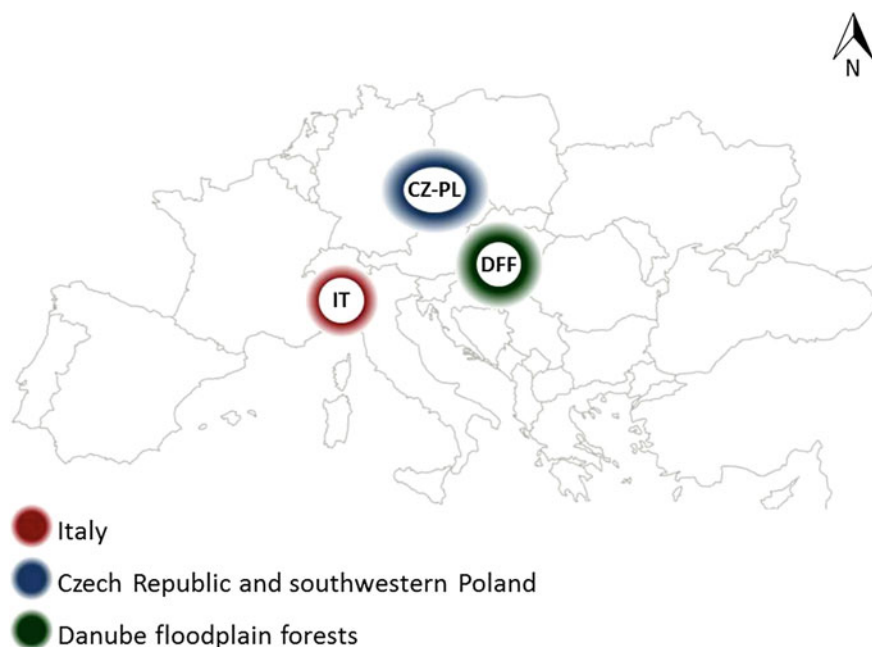 N
CZ-PL
DFF
IT
Italy
Czech Republic and southwestern Poland
Danube floodplain forests